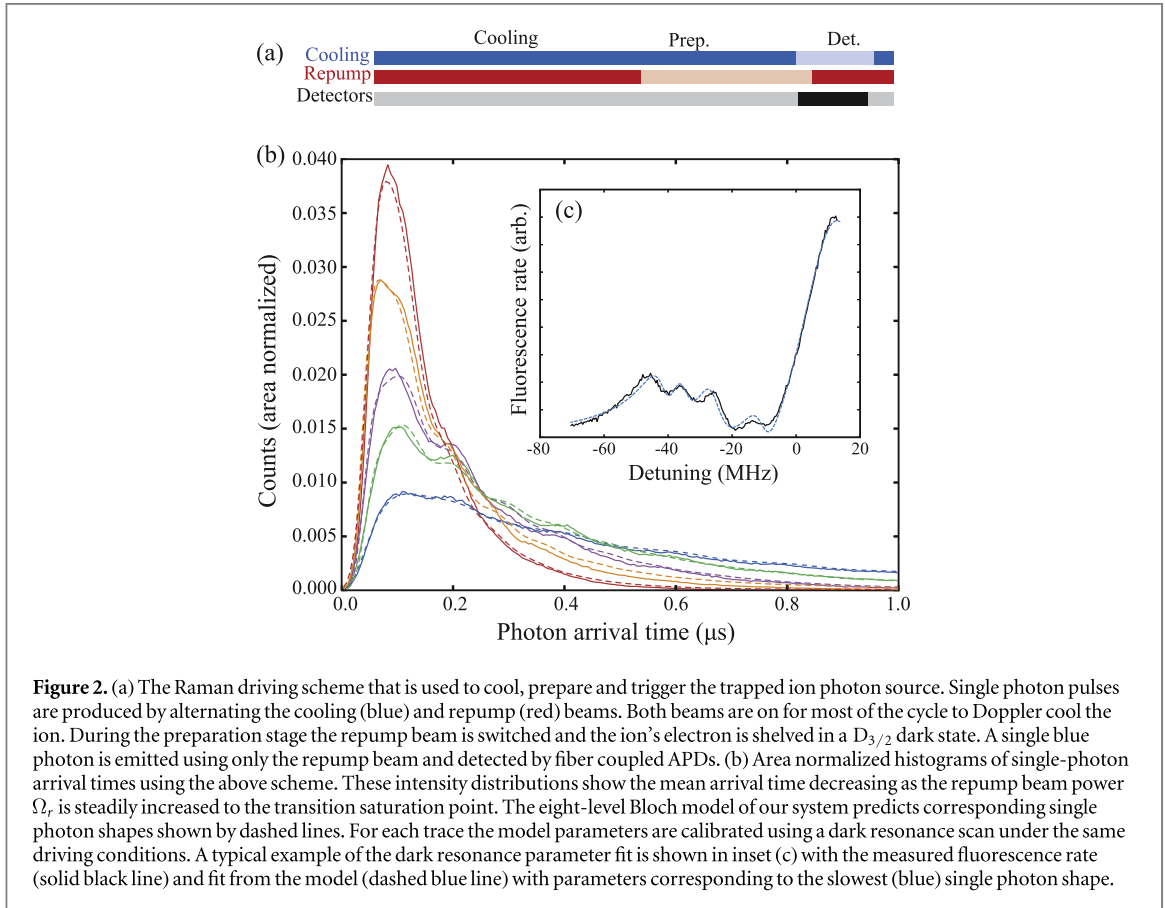 (a)
Cooling Prep. Det.
Cooling
Repump
Detectors
(b)
0.040
0.035
0.030
0.025
0.020
0.015
0.010
0.005
0.000
Counts (area normalized)
0.0 0.2 0.4 0.6 0.8 1.0
Photon arrival time (μs)
(c)
Fluorescence rate (arb.)
-80 -60 -40 -20 0 20
Detuning (MHz)
Figure 2. (a) The Raman driving scheme that is used to cool, prepare and trigger the trapped ion photon source. Single photon pulses
are produced by alternating the cooling (blue) and repump (red) beams. Both beams are on for most of the cycle to Doppler cool the
ion. During the preparation stage the repump beam is switched and the ion's electron is shelved in a D3/2 dark state. A single blue
photon is emitted using only the repump beam and detected by fiber coupled APDs. (b) Area normalized histograms of single-photon
arrival times using the above scheme. These intensity distributions show the mean arrival time decreasing as the repump beam power
Ωr is steadily increased to the transition saturation point. The eight-level Bloch model of our system predicts corresponding single
photon shapes shown by dashed lines. For each trace the model parameters are calibrated using a dark resonance scan under the same
driving conditions. A typical example of the dark resonance parameter fit is shown in inset (c) with the measured fluorescence rate
(solid black line) and fit from the model (dashed blue line) with parameters corresponding to the slowest (blue) single photon shape.